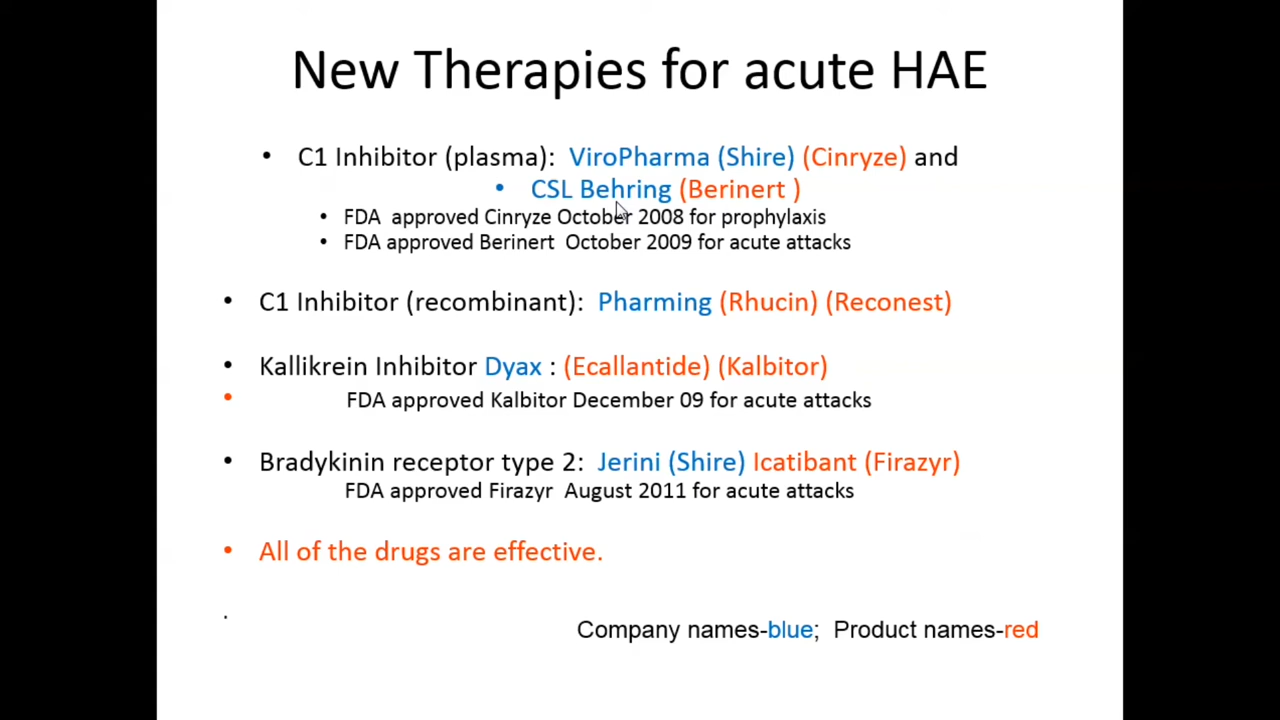 New Therapies for acute HAE
• C1 Inhibitor (plasma): ViroPharma (Shire) (Cinryze) and
• CSL Behring (Berinert )
• FDA approved Cinryze October 2008 for prophylaxis
• FDA approved Berinert October 2009 for acute attacks
• C1 Inhibitor (recombinant): Pharming (Rhucin) (Reconest)
• Kallikrein Inhibitor Dyax : (Ecallantide) (Kalbitor)
• FDA approved Kalbitor December 09 for acute attacks
• Bradykinin receptor type 2: Jerini (Shire) Icatibant (Firazyr)
FDA approved Firazyr August 2011 for acute attacks
• All of the drugs are effective.
.
Company names-blue; Product names-red